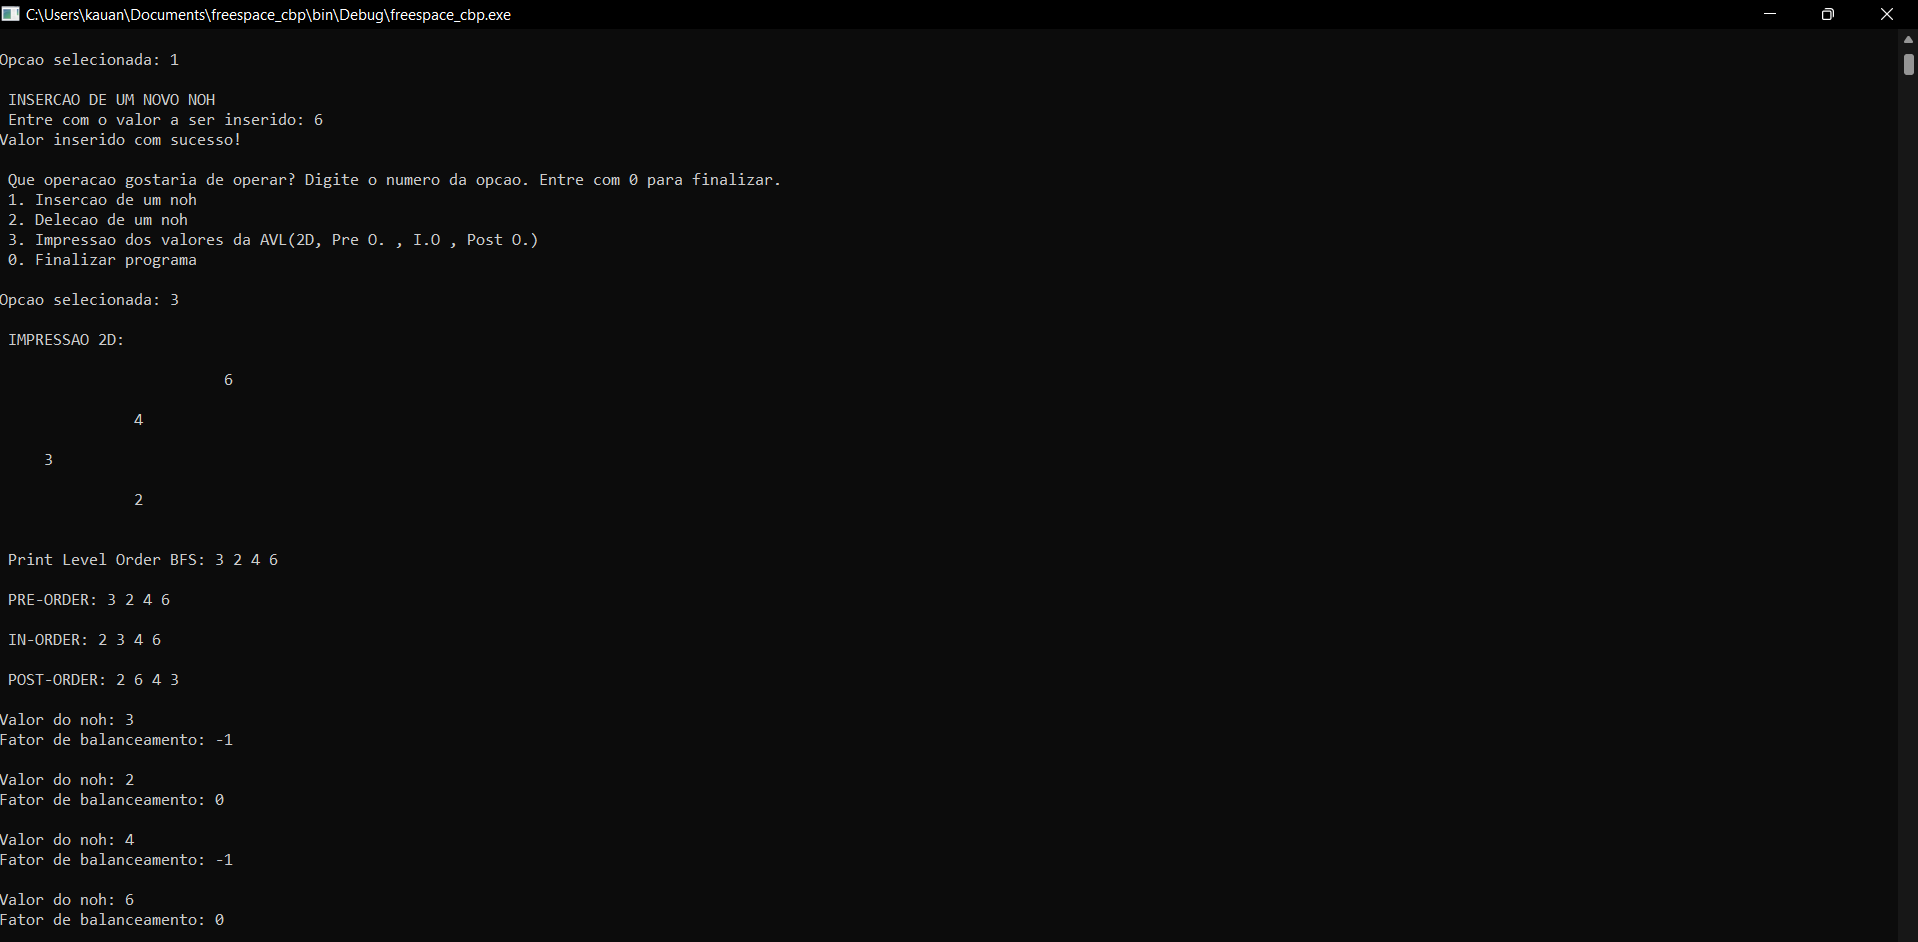 C:\Users\kauan\Documents\freespace_cbp\bin\Debug\freespace_cbp.exe
Opcao selecionada: 1
INSERCAO DE UM NOVO NOH
Entre com o valor a ser inserido: 6
Valor inserido com sucesso!
Que operacao gostaria de operar? Digite o numero da opcao. Entre com 0 para finalizar.
1. Insercao de um noh
2. Delecao de um noh
3. Impressao dos valores da AVL(2D, Pre O. , I.O , Post O.)
0. Finalizar programa
Opcao selecionada: 3
IMPRESSAO 2D:
6
4
3
2
Print Level Order BFS: 3 2 4 6
PRE-ORDER: 3 2 4 6
IN-ORDER: 2 3 4 6
POST-ORDER: 2 6 4 3
Valor do noh: 3
Fator de balanceamento: -1
Valor do noh: 2
Fator de balanceamento: 0
Valor do noh: 4
Fator de balanceamento: -1
Valor do noh: 6
Fator de balanceamento: 0